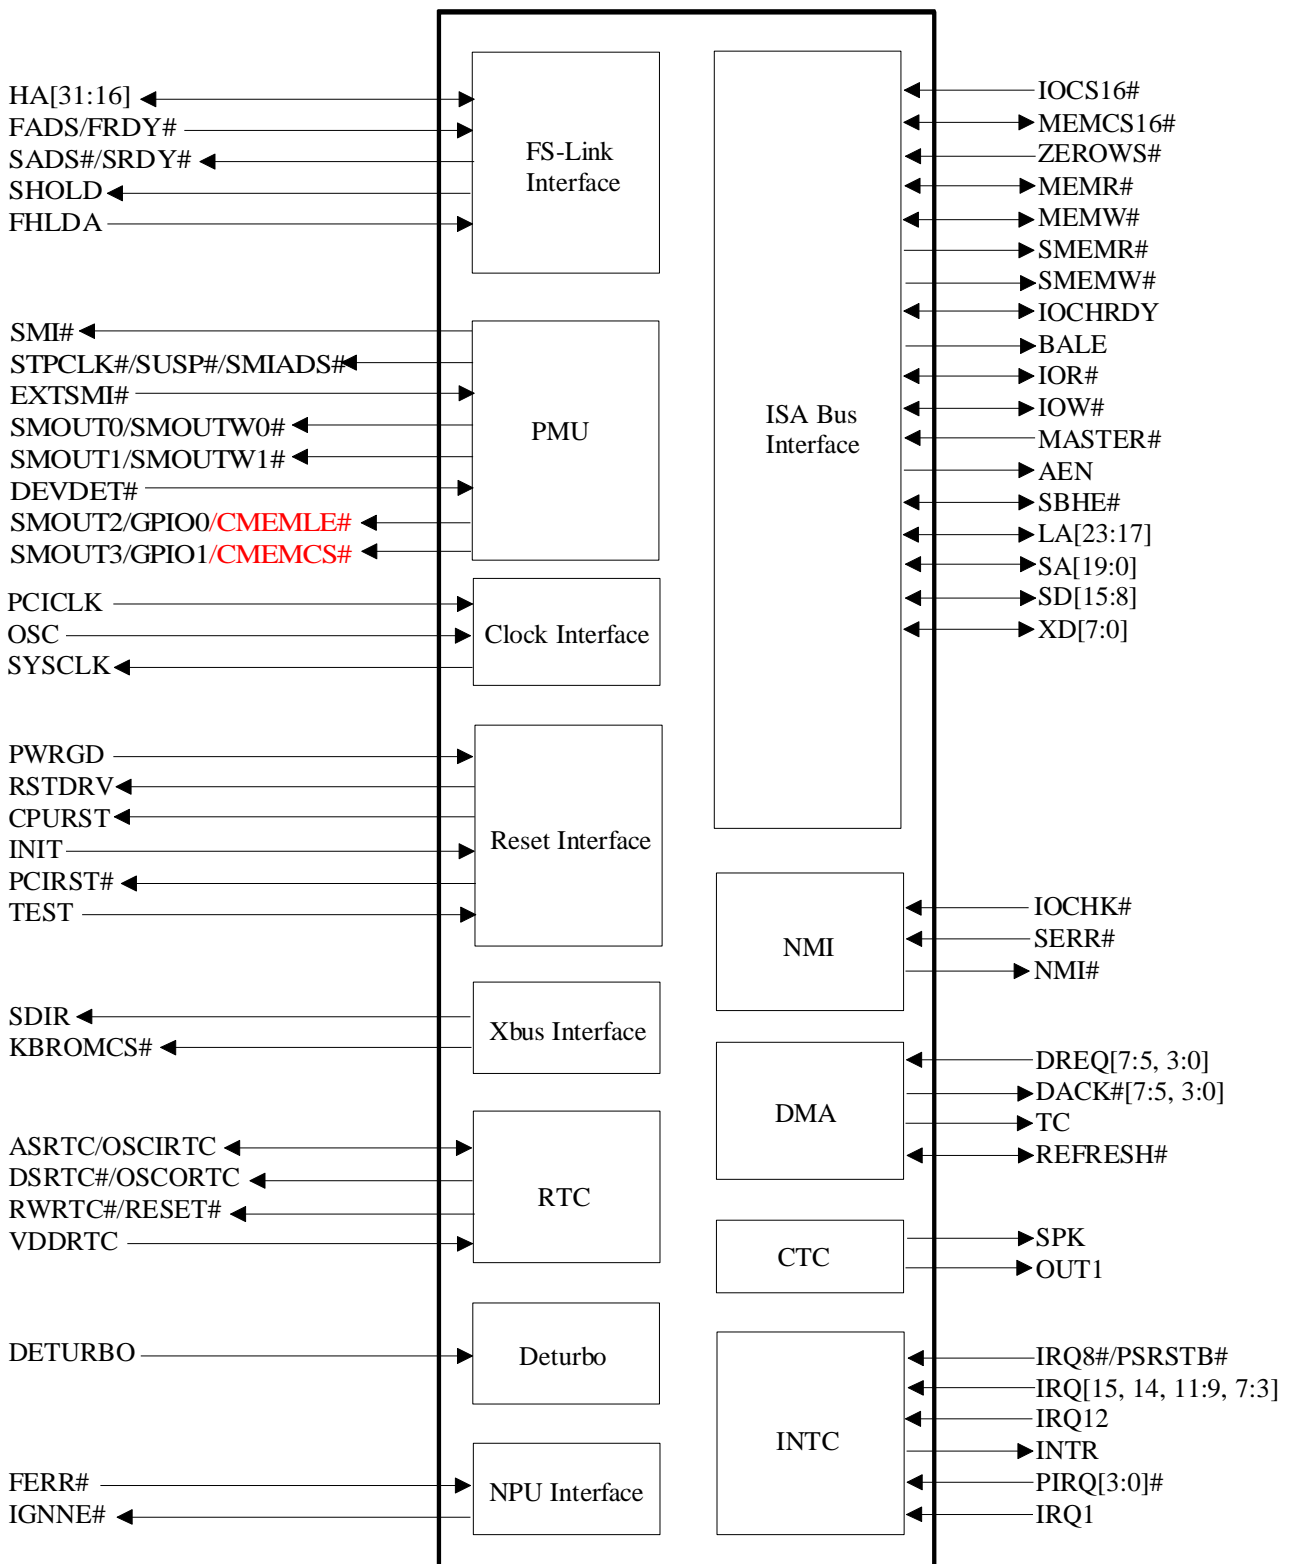 HA[31:16]
FADS/FRDY#
SADS#/SRDY#
SHOLD
FHLDA
FS-Link
Interface
SMI#
STPCLK#/SUSP#/SMIADS#
EXTSMI#
SMOUT0/SMOUTW0#
SMOUT1/SMOUTW1#
DEVDET#
SMOUT2/GPIO0/CMEMLE#
SMOUT3/GPIO1/CMEMCS#
PMU
PCICLK
OSC
SYSCLK
Clock Interface
PWRGD
RSTDRV
CPURST
INIT
PCIRST#
TEST
Reset Interface
SDIR
KBROMCS#
Xbus Interface
ASRTC/OSCIRTC
DSRTC#/OSCORTC
RWRTC#/RESET#
VDDRTC
RTC
DETURBO
Deturbo
FERR#
IGNNE#
NPU Interface
ISA Bus
Interface
IOCS16#
MEMCS16#
ZEROWS#
MEMR#
MEMW#
SMEMR#
SMEMW#
IOCHRDY
BALE
IOR#
IOW#
MASTER#
AEN
SBHE#
LA[23:17]
SA[19:0]
SD[15:8]
XD[7:0]
NMI
IOCHK#
SERR#
NMI#
DMA
DREQ[7:5, 3:0]
DACK#[7:5, 3:0]
TC
REFRESH#
CTC
SPK
OUT1
INTC
IRQ8#/PSRSTB#
IRQ[15, 14, 11:9, 7:3]
IRQ12
INTR
PIRQ[3:0]#
IRQ1